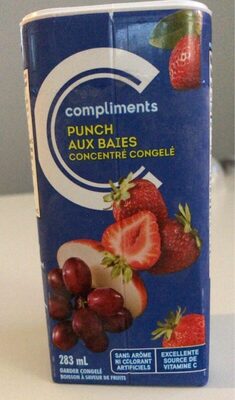 compliments
PUNCH
AUX BAIES
CONCENTRÉ CONGELÉ
283 mL
GARDER CONGELÉ
BOISSON À SAVEUR DE FRUITS
SANS ARÔME
NI COLORANT
ARTIFICIELS
EXCELLENTE
SOURCE DE
VITAMINE C